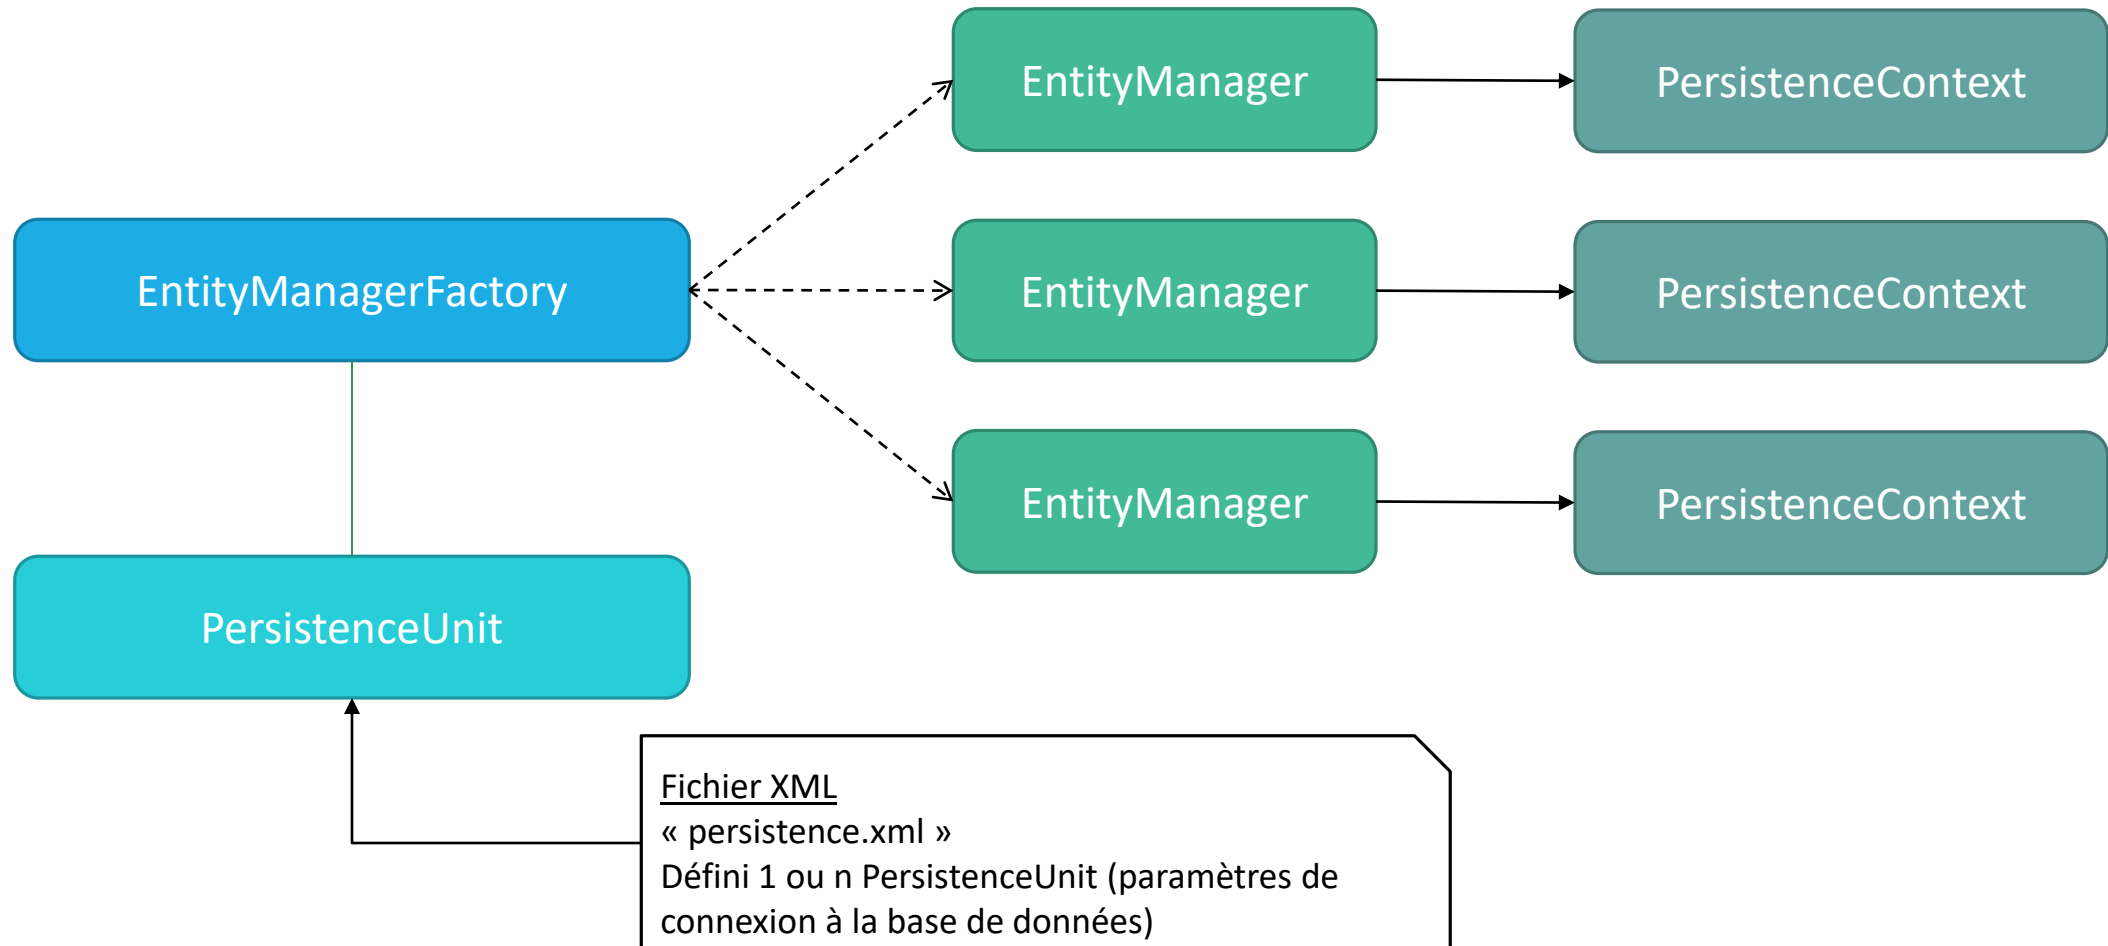 EntityManager
PersistenceContext
EntityManagerFactory
EntityManager
PersistenceContext
EntityManager
PersistenceContext
PersistenceUnit
Fichier XML
« persistence.xml »
Défini 1 ou n PersistenceUnit (paramètres de
connexion à la base de données)